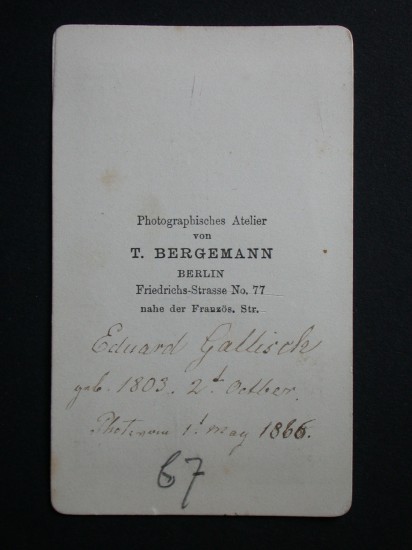 Photographisches Atelier
von
T. BERGEMANN
BERLIN
Friedrichs-Strasse No. 77
nahe der Französ. Str.
Eduard Gallisch
geb. 1803. 2t October.
1t May 1866.
67